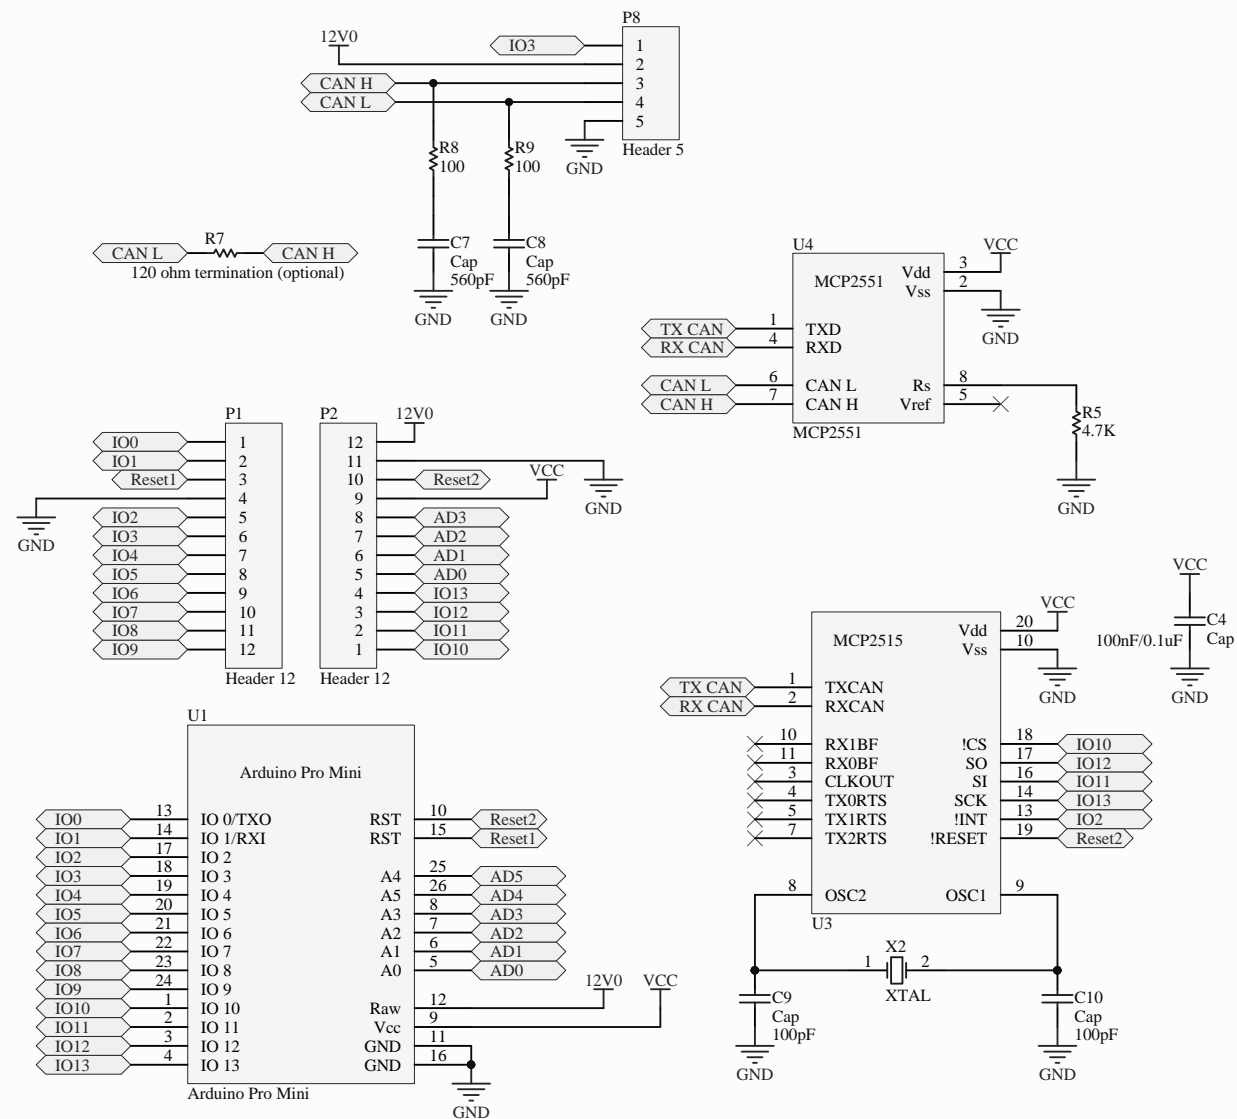 P8
12V0
IO3
1
2
CAN H
3
CAN L
4
5
GND
Header 5
R8
100
R9
100
CAN L
R7
CAN H
120 ohm termination (optional)
C7
Cap
560pF
C8
Cap
560pF
GND
GND
U4
VCC
MCP2551
Vdd
3
Vss
2
GND
TX CAN
1
TXD
RX CAN
4
RXD
CAN L
6
CAN L
Rs
8
CAN H
7
CAN H
Vref
5
MCP2551
R5
4.7K
GND
P1
IO0
1
IO1
2
Reset1
3
4
GND
IO2
5
IO3
6
IO4
7
IO5
8
IO6
9
IO7
10
IO8
11
IO9
12
Header 12
P2
12V0
12
11
GND
10
Reset2
VCC
9
8
AD3
7
AD2
6
AD1
5
AD0
4
IO13
3
IO12
2
IO11
1
IO10
Header 12
VCC
C4
100nF/0.1uF
Cap
GND
MCP2515
VCC
Vdd
20
Vss
10
GND
TX CAN
1
TXCAN
RX CAN
2
RXCAN
10
RX1BF
!CS
18
IO10
11
RX0BF
SO
17
IO12
3
CLKOUT
SI
16
IO11
4
TX0RTS
SCK
14
IO13
5
TX1RTS
!INT
13
IO2
7
TX2RTS
!RESET
19
Reset2
8
OSC2
OSC1
9
U3
X2
1
2
XTAL
C9
Cap
100pF
GND
C10
Cap
100pF
GND
U1
Arduino Pro Mini
IO0
13
IO 0/TXO
RST
10
Reset2
IO1
14
IO 1/RXI
RST
15
Reset1
IO2
17
IO 2
IO3
18
IO 3
A4
25
AD5
IO4
19
IO 4
A5
26
AD4
IO5
20
IO 5
A3
8
AD3
IO6
21
IO 6
A2
7
AD2
IO7
22
IO 7
A1
6
AD1
IO8
23
IO 8
A0
5
AD0
IO9
24
IO 9
12V0
VCC
IO10
1
IO 10
Raw
12
IO11
2
IO 11
Vcc
9
IO12
3
IO 12
GND
11
IO13
4
IO 13
GND
16
Arduino Pro Mini
GND